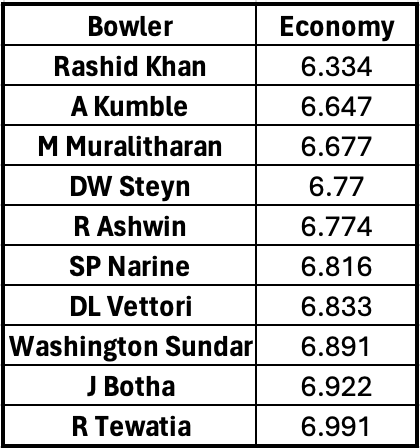 Bowler Economy
Rashid Khan 6.334
A Kumble 6.647
M Muralitharan 6.677
DW Steyn 6.77
R Ashwin 6.774
SP Narine 6.816
DL Vettori 6.833
Washington Sundar 6.891
J Botha 6.922
R Tewatia 6.991